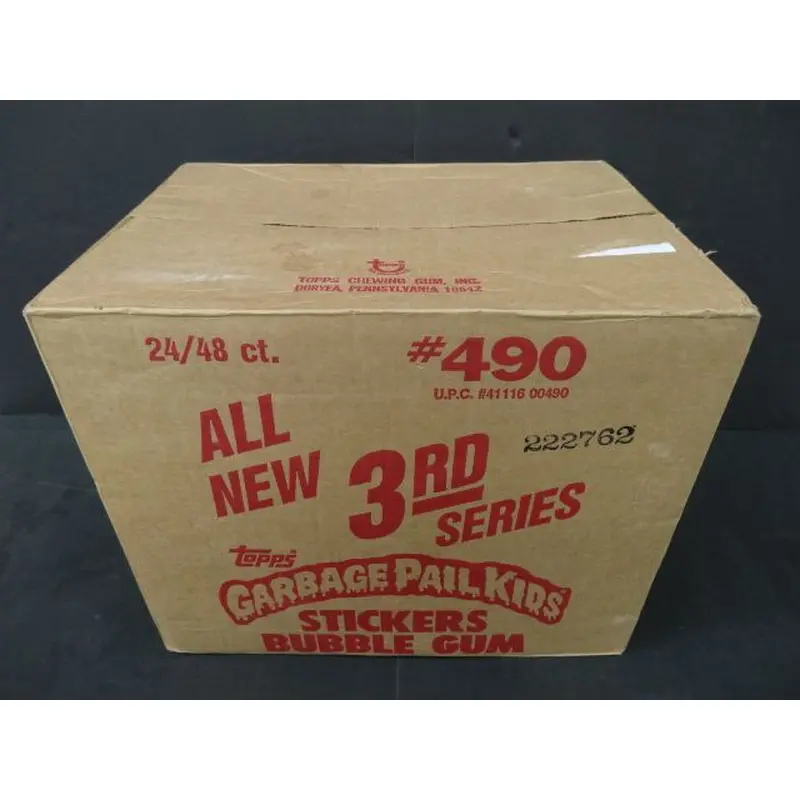 Topps
TOPPS CHEWING GUM, INC.
DURYEA, PENNSYLVANIA 18642
24/48 ct.
#490
U.P.C. #41116 00490
ALL NEW
3RD SERIES
222762
Topps
GARBAGE PAIL KIDS
STICKERS
BUBBLE GUM